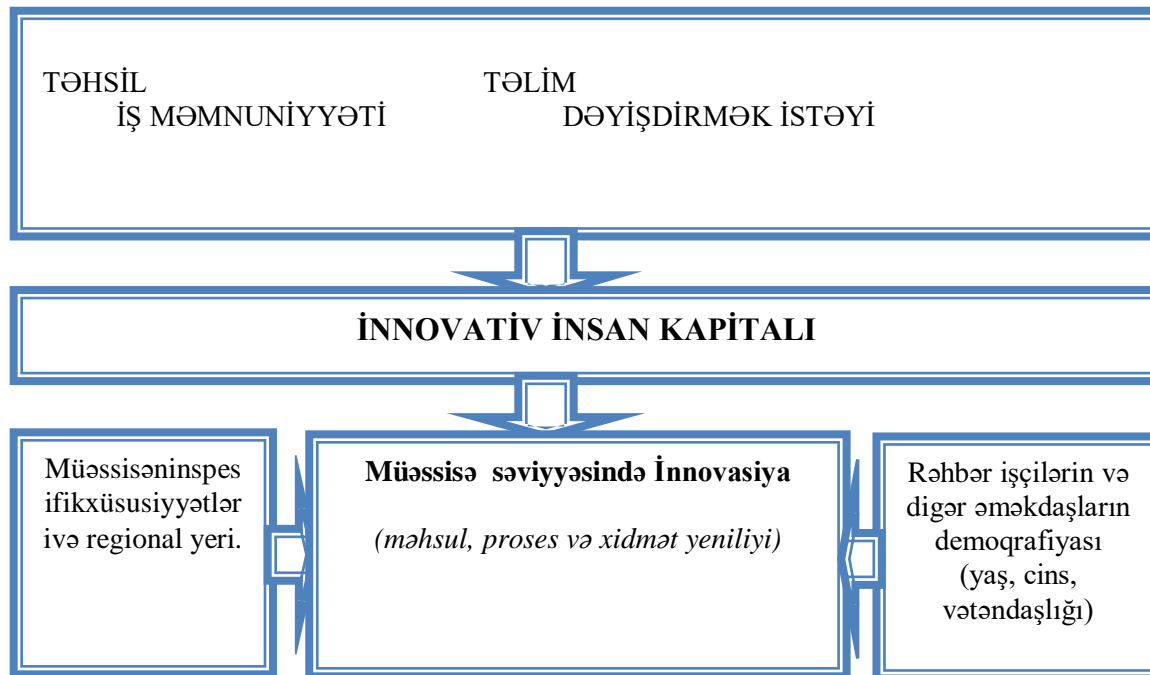 TƏHSİL TƏLİM
İŞ MƏMNUNİYYƏTİ DƏYİŞDİRMƏK İSTƏYİ
İNNOVATİV İNSAN KAPİTALI
Müəssisəninspes
ifikxüsusiyyətlər
ivə regional yeri.
Müəssisə səviyyəsində İnnovasiya
(məhsul, proses və xidmət yeniliyi)
Rəhbər işçilərin və
digər əməkdaşların
demoqrafiyası
(yaş, cins,
vətəndaşlığı)